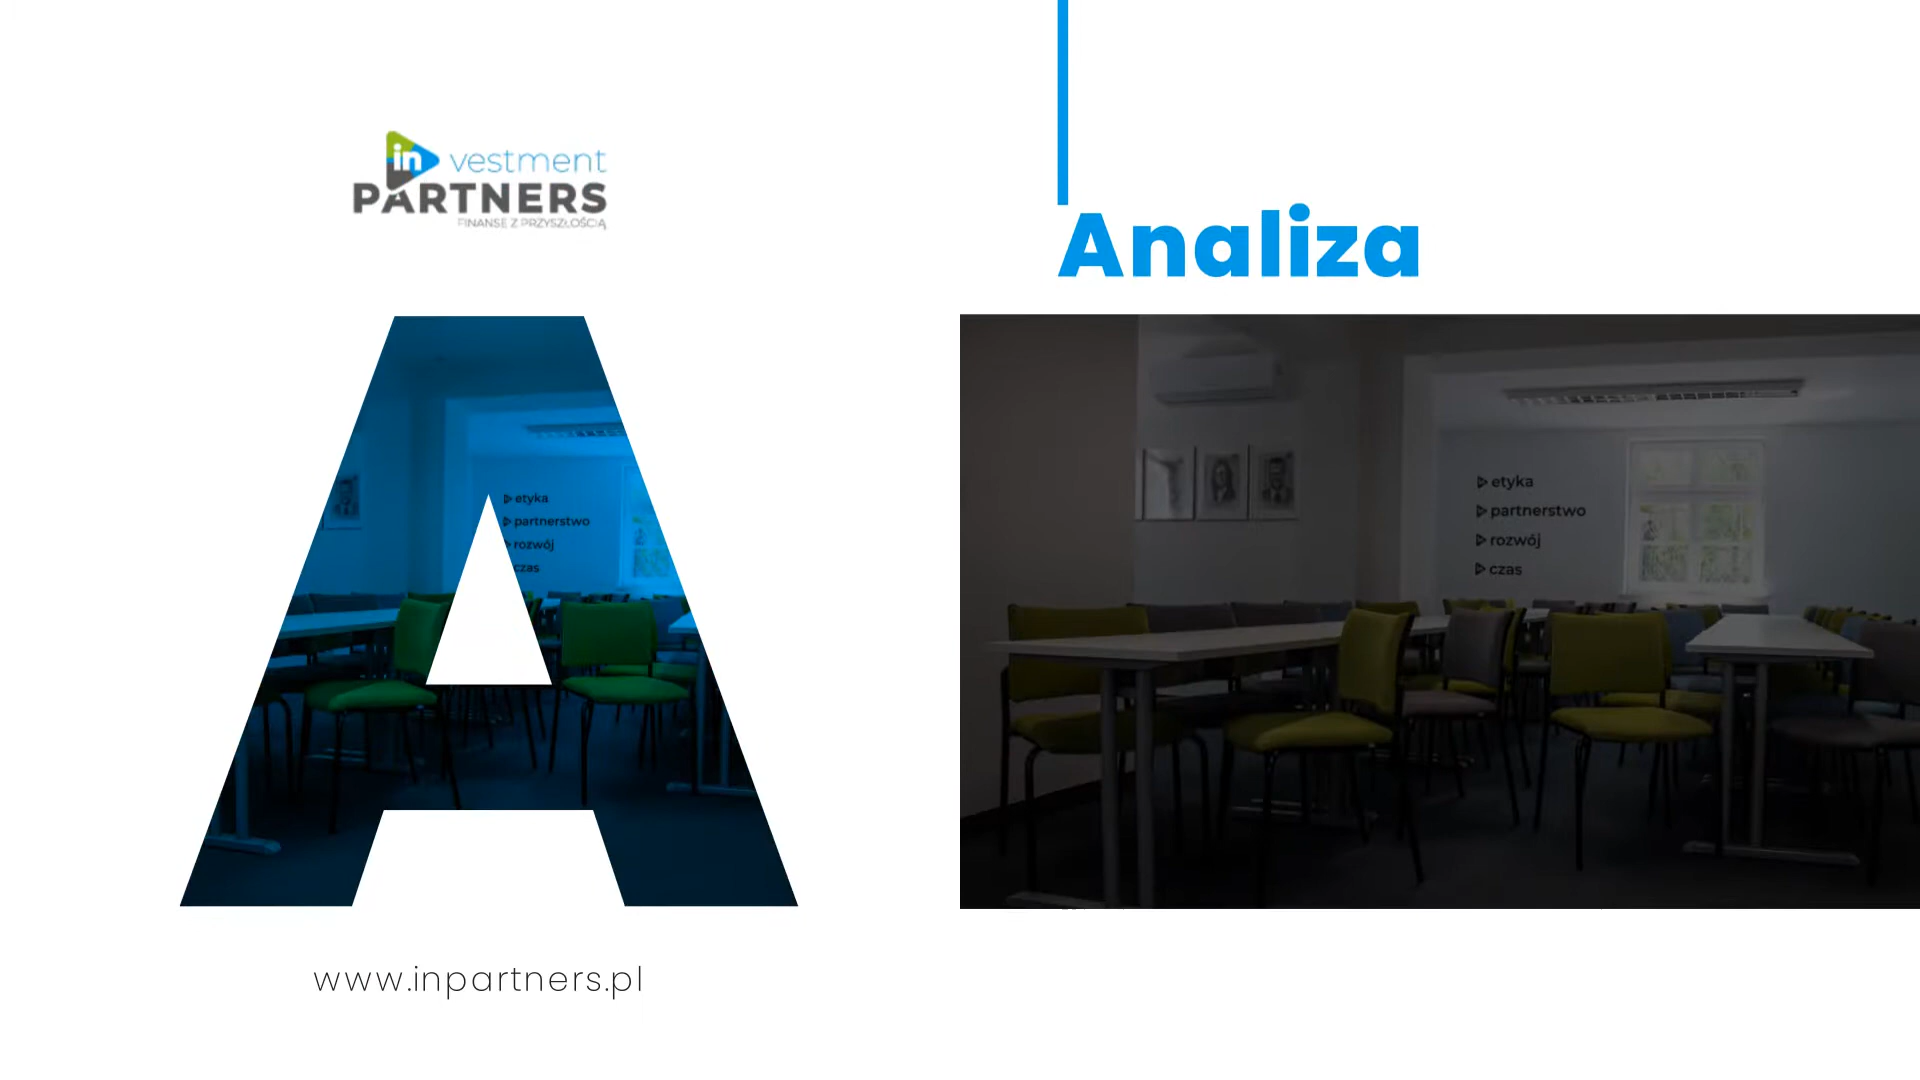 in vestment
PARTNERS
FINANSE Z PRZYSZŁOŚCIĄ
Analiza
A
etyka
partnerstwo
rozwój
czas
etyka
partnerstwo
rozwój
czas
www.inpartners.pl